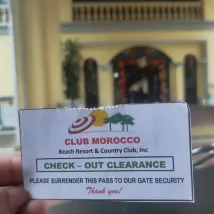 CLUB MOROCCO
Beach Resort & Country Club, Inc
CHECK – OUT CLEARANCE
PLEASE SURRENDER THIS PASS TO OUR GATE SECURITY
Thank you!